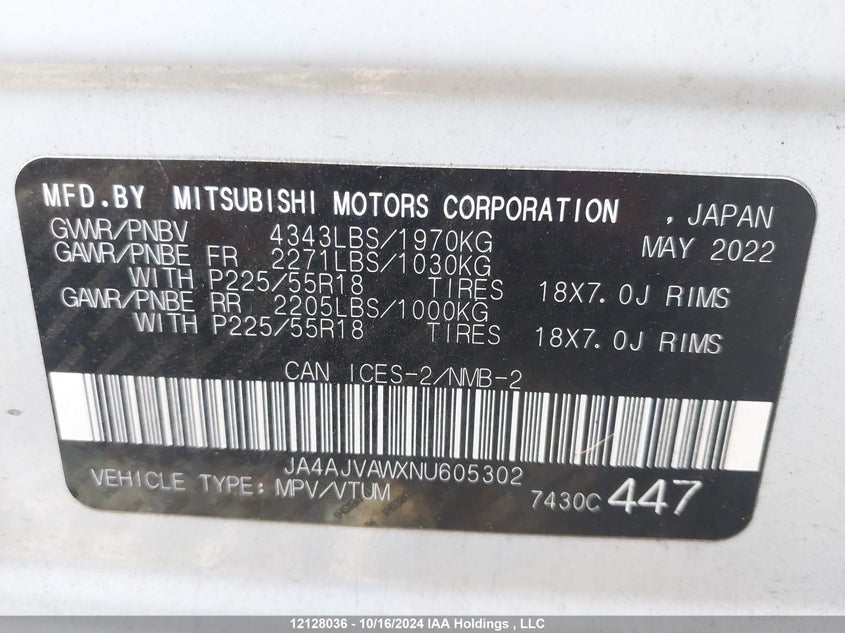 MFD.BY MITSUBISHI MOTORS CORPORATION , JAPAN
GVWR/PNBV 4343LBS/1970KG MAY 2022
GAWR/PNBE FR 2271LBS/1030KG
WITH P225/55R18 TIRES 18X7.0J RIMS
GAWR/PNBE RR 2205LBS/1000KG
WITH P225/55R18 TIRES 18X7.0J RIMS
CAN ICES-2/NMB-2
JA4AJVAWXNU605302
VEHICLE TYPE: MPV/VTUM 7430C 447
12128036 - 10/16/2024 IAA Holdings , LLC